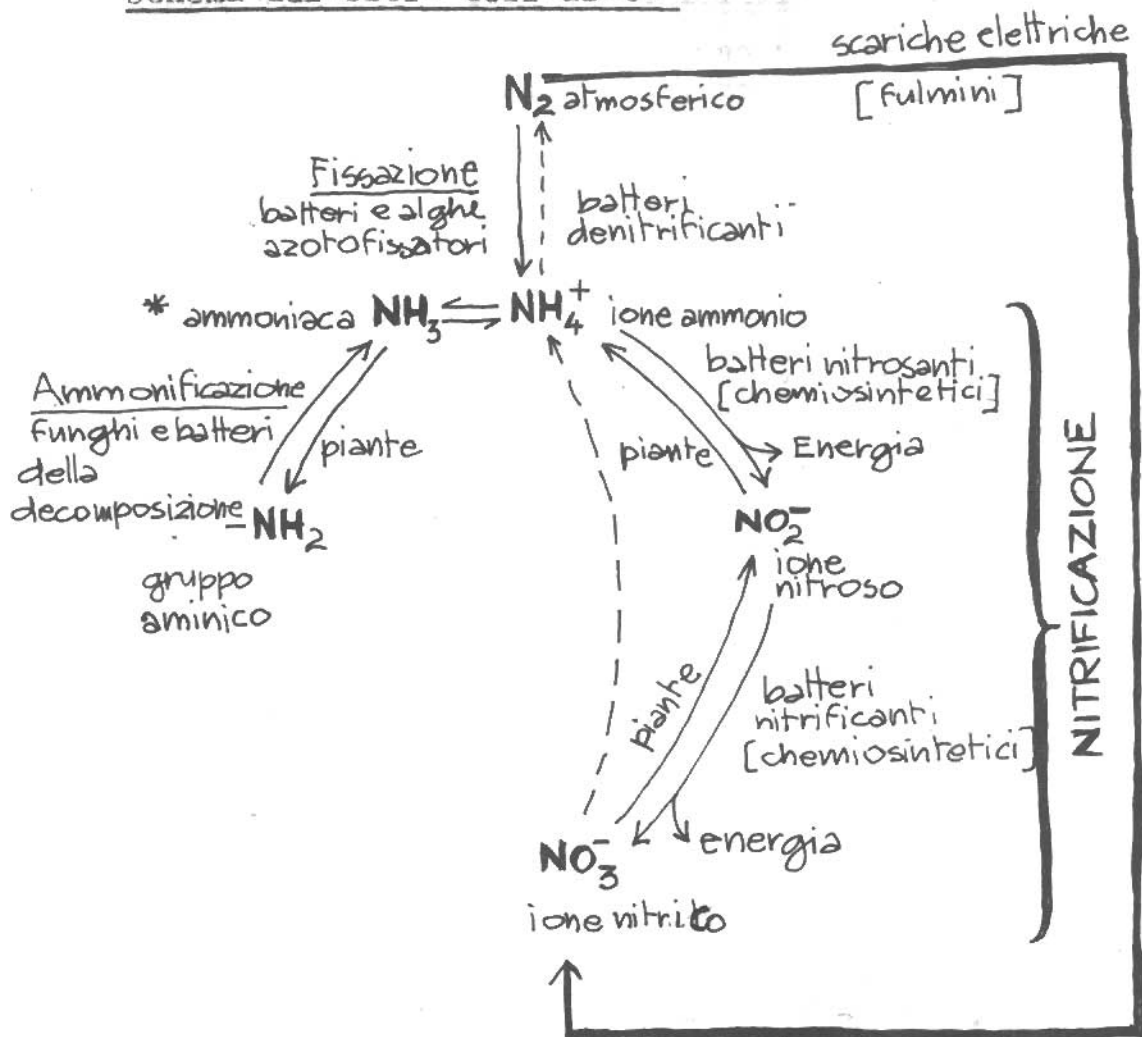 scariche elettriche
N₂ atmosferico
[fulmini]
Fissazione
batteri e alghe
azotofissatori
batteri
denitrificanti
* ammoniaca NH₃ ⇌ NH₄⁺ ione ammonio
Ammonificazione
funghi e batteri
della
decomposizione
piante
-NH₂
gruppo
aminico
batteri nitrosanti
[chemiosintetici]
Energia
piante
NO₂⁻
ione
nitroso
piante
batteri
nitrificanti
[chemiosintetici]
energia
NO₃⁻
ione nitrico
NITRIFICAZIONE